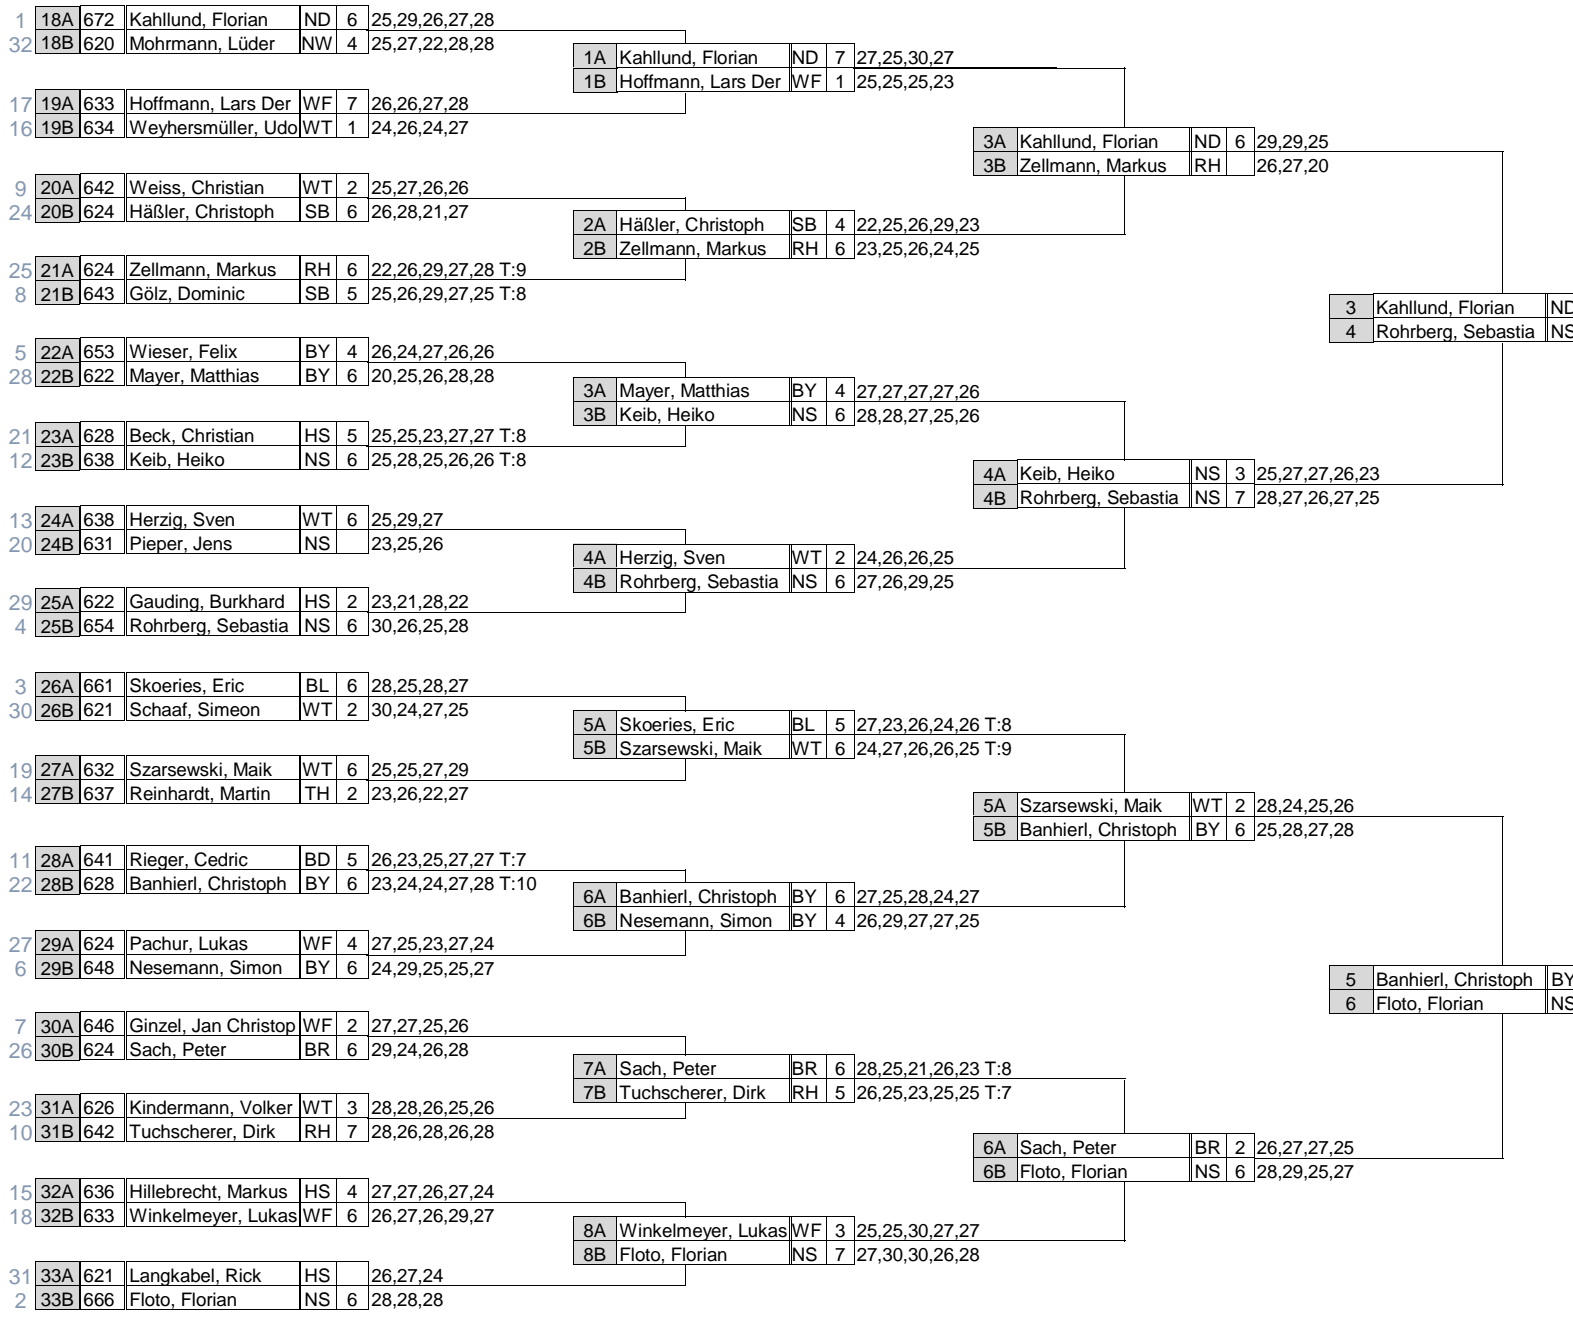 1 18A 672 Kahllund, Florian ND 6 25,29,26,27,28
32 18B 620 Mohrmann, Lüder NW 4 25,27,22,28,28
17 19A 633 Hoffmann, Lars Der WF 7 26,26,27,28
16 19B 634 Weyhersmüller, Udo WT 1 24,26,24,27
9 20A 642 Weiss, Christian WT 2 25,27,26,26
24 20B 624 Häßler, Christoph SB 6 26,28,21,27
25 21A 624 Zellmann, Markus RH 6 22,26,29,27,28 T:9
8 21B 643 Gölz, Dominic SB 5 25,26,29,27,25 T:8
5 22A 653 Wieser, Felix BY 4 26,24,27,26,26
28 22B 622 Mayer, Matthias BY 6 20,25,26,28,28
21 23A 628 Beck, Christian HS 5 25,25,23,27,27 T:8
12 23B 638 Keib, Heiko NS 6 25,28,25,26,26 T:8
13 24A 638 Herzig, Sven WT 6 25,29,27
20 24B 631 Pieper, Jens NS 23,25,26
29 25A 622 Gauding, Burkhard HS 2 23,21,28,22
4 25B 654 Rohrberg, Sebastia NS 6 30,26,25,28
3 26A 661 Skoeries, Eric BL 6 28,25,28,27
30 26B 621 Schaaf, Simeon WT 2 30,24,27,25
19 27A 632 Szarsewski, Maik WT 6 25,25,27,29
14 27B 637 Reinhardt, Martin TH 2 23,26,22,27
11 28A 641 Rieger, Cedric BD 5 26,23,25,27,27 T:7
22 28B 628 Banhierl, Christoph BY 6 23,24,24,27,28 T:10
27 29A 624 Pachur, Lukas WF 4 27,25,23,27,24
6 29B 648 Nesemann, Simon BY 6 24,29,25,25,27
7 30A 646 Ginzel, Jan Christop WF 2 27,27,25,26
26 30B 624 Sach, Peter BR 6 29,24,26,28
23 31A 626 Kindermann, Volker WT 3 28,28,26,25,26
10 31B 642 Tuchscherer, Dirk RH 7 28,26,28,26,28
15 32A 636 Hillebrecht, Markus HS 4 27,27,26,27,24
18 32B 633 Winkelmeyer, Lukas WF 6 26,27,26,29,27
31 33A 621 Langkabel, Rick HS 26,27,24
2 33B 666 Floto, Florian NS 6 28,28,28
1A Kahllund, Florian ND 7 27,25,30,27
1B Hoffmann, Lars Der WF 1 25,25,25,23
2A Häßler, Christoph SB 4 22,25,26,29,23
2B Zellmann, Markus RH 6 23,25,26,24,25
3A Mayer, Matthias BY 4 27,27,27,27,26
3B Keib, Heiko NS 6 28,28,27,25,26
4A Herzig, Sven WT 2 24,26,26,25
4B Rohrberg, Sebastia NS 6 27,26,29,25
5A Skoeries, Eric BL 5 27,23,26,24,26 T:8
5B Szarsewski, Maik WT 6 24,27,26,26,25 T:9
6A Banhierl, Christoph BY 6 27,25,28,24,27
6B Nesemann, Simon BY 4 26,29,27,27,25
7A Sach, Peter BR 6 28,25,21,26,23 T:8
7B Tuchscherer, Dirk RH 5 26,25,23,25,25 T:7
8A Winkelmeyer, Lukas WF 3 25,25,30,27,27
8B Floto, Florian NS 7 27,30,30,26,28
3A Kahllund, Florian ND 6 29,29,25
3B Zellmann, Markus RH 26,27,20
4A Keib, Heiko NS 3 25,27,27,26,23
4B Rohrberg, Sebastia NS 7 28,27,26,27,25
5A Szarsewski, Maik WT 2 28,24,25,26
5B Banhierl, Christoph BY 6 25,28,27,28
6A Sach, Peter BR 2 26,27,27,25
6B Floto, Florian NS 6 28,29,25,27
3 Kahllund, Florian ND
4 Rohrberg, Sebastia NS
5 Banhierl, Christoph BY
6 Floto, Florian NS